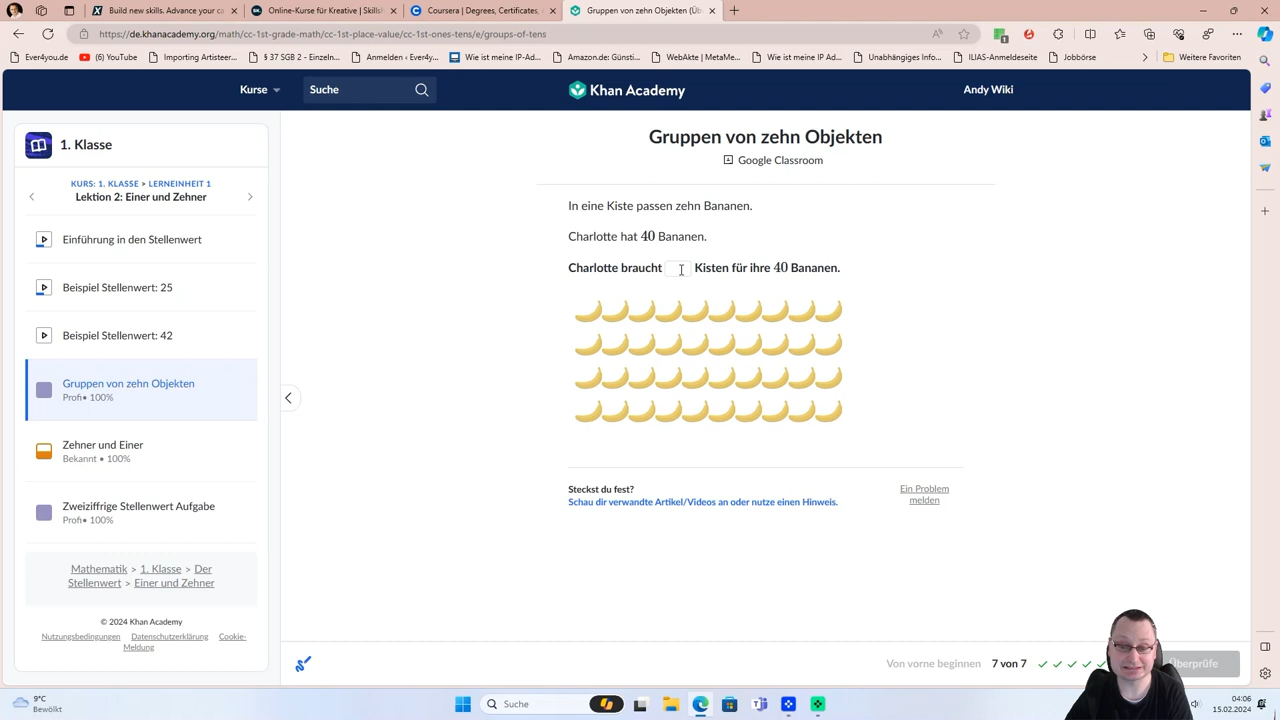 Build new skills. Advance your ca
Online-Kurse für Kreative | Skills
Coursera | Degrees, Certificates,
Gruppen von zehn Objekten (Üb
https://de.khanacademy.org/math/cc-1st-grade-math/cc-1st-place-value/cc-1st-ones-tens/e/groups-of-tens
Ever4you.de
(1) YouTube
Importing Artisteer...
§ 37 SGB 2 - Einzeln...
Anmelden ‹ Ever4y...
Wie ist meine IP-Ad...
Amazon.de: Günsti...
WebAkte | MetaMe...
Wie ist meine IP Ad...
Unabhängiges Info...
ILIAS-Anmeldeseite
Jobbörse
Weitere Favoriten
Kurse
Suche
Khan Academy
Andy Wiki
1. Klasse
KURS: 1. KLASSE > LERNEINHEIT 1
Lektion 2: Einer und Zehner
Einführung in den Stellenwert
Beispiel Stellenwert: 25
Beispiel Stellenwert: 42
Gruppen von zehn Objekten
Profi• 100%
Zehner und Einer
Bekannt • 100%
Zweiziffrige Stellenwert Aufgabe
Profi• 100%
Mathematik > 1. Klasse > Der
Stellenwert > Einer und Zehner
© 2024 Khan Academy
Nutzungsbedingungen Datenschutzerklärung Cookie-
Meldung
Gruppen von zehn Objekten
Google Classroom
In eine Kiste passen zehn Bananen.
Charlotte hat 40 Bananen.
Charlotte braucht Kisten für ihre 40 Bananen.
Steckst du fest?
Schau dir verwandte Artikel/Videos an oder nutze einen Hinweis.
Ein Problem
melden
Von vorne beginnen
7 von 7
9°C
Bewölkt
Suche
04:06
15.02.2024